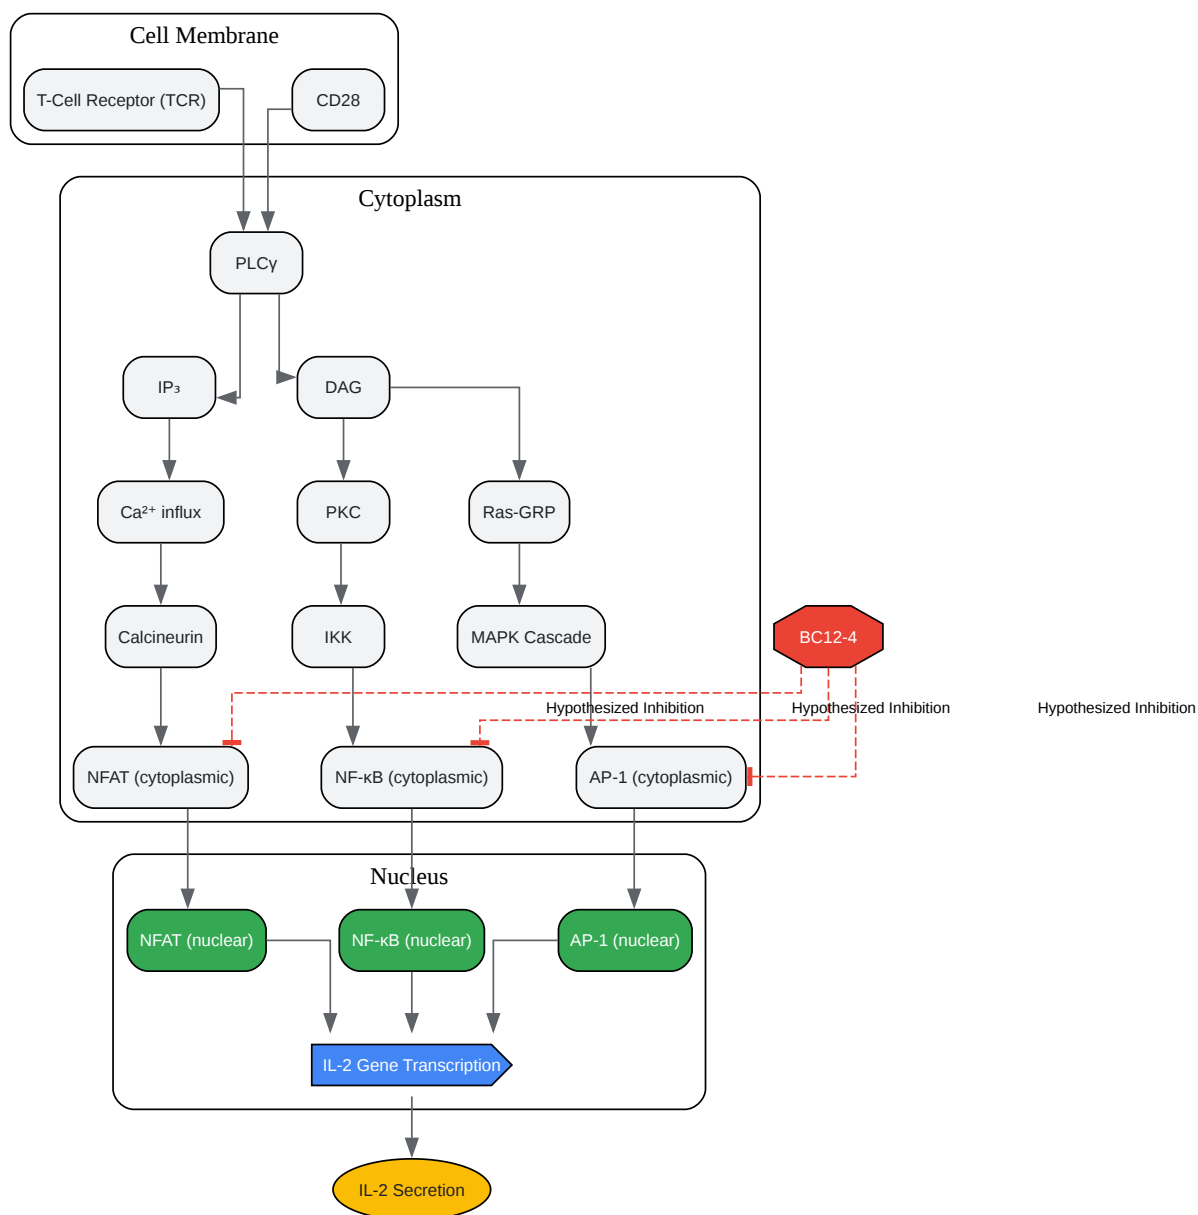 Cell Membrane
T-Cell Receptor (TCR)
CD28
Cytoplasm
PLCγ
IP₃
DAG
Ca²⁺ influx
PKC
Ras-GRP
Calcineurin
IKK
MAPK Cascade
BC12-4
Hypothesized Inhibition
Hypothesized Inhibition
Hypothesized Inhibition
NFAT (cytoplasmic)
NF-κB (cytoplasmic)
AP-1 (cytoplasmic)
Nucleus
NFAT (nuclear)
NF-κB (nuclear)
AP-1 (nuclear)
IL-2 Gene Transcription
IL-2 Secretion